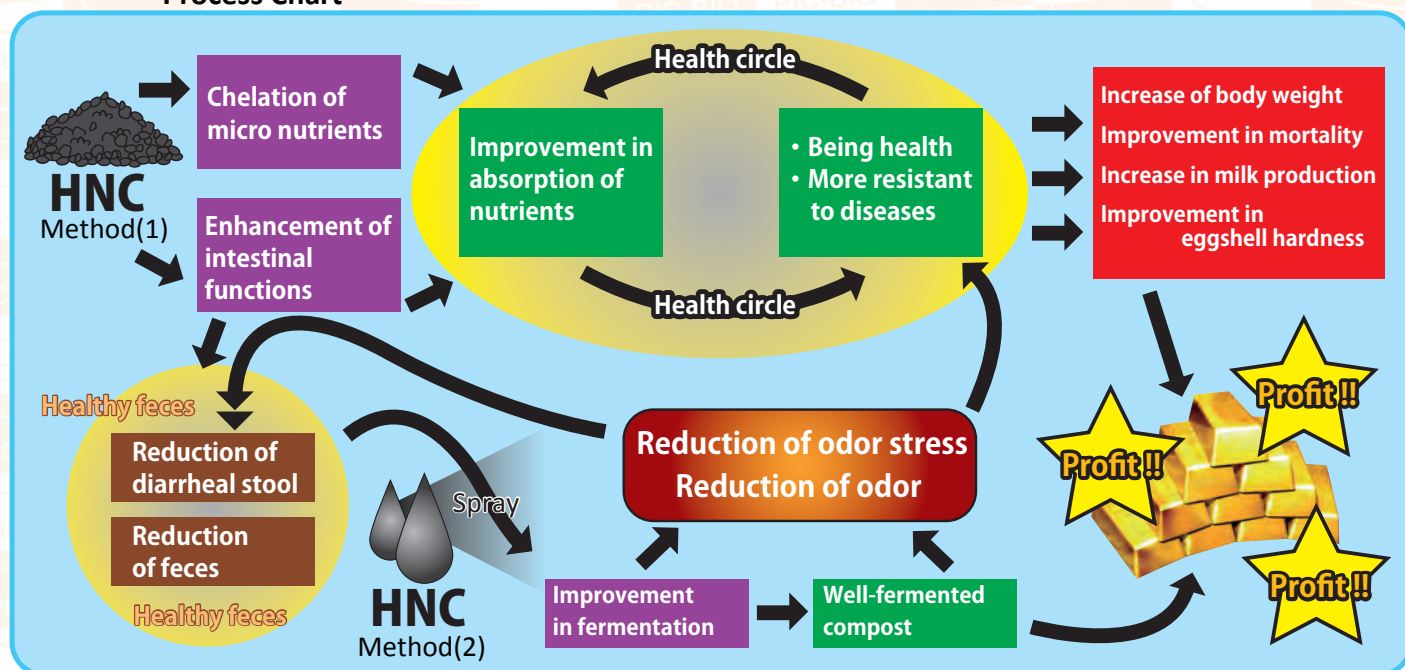 Process Chart
Chelation of
micro nutrients
HNC
Method(1)
Enhancement of
intestinal
functions
Health circle
Improvement in
absorption of
nutrients
• Being health
• More resistant
to diseases
Health circle
Increase of body weight
Improvement in mortality
Increase in milk production
Improvement in
eggshell hardness
Healthy feces
Reduction of
diarrheal stool
Reduction
of feces
Healthy feces
Spray
HNC
Method(2)
Reduction of odor stress
Reduction of odor
Improvement
in fermentation
Well-fermented
compost
Profit !!
Profit !!
Profit !!